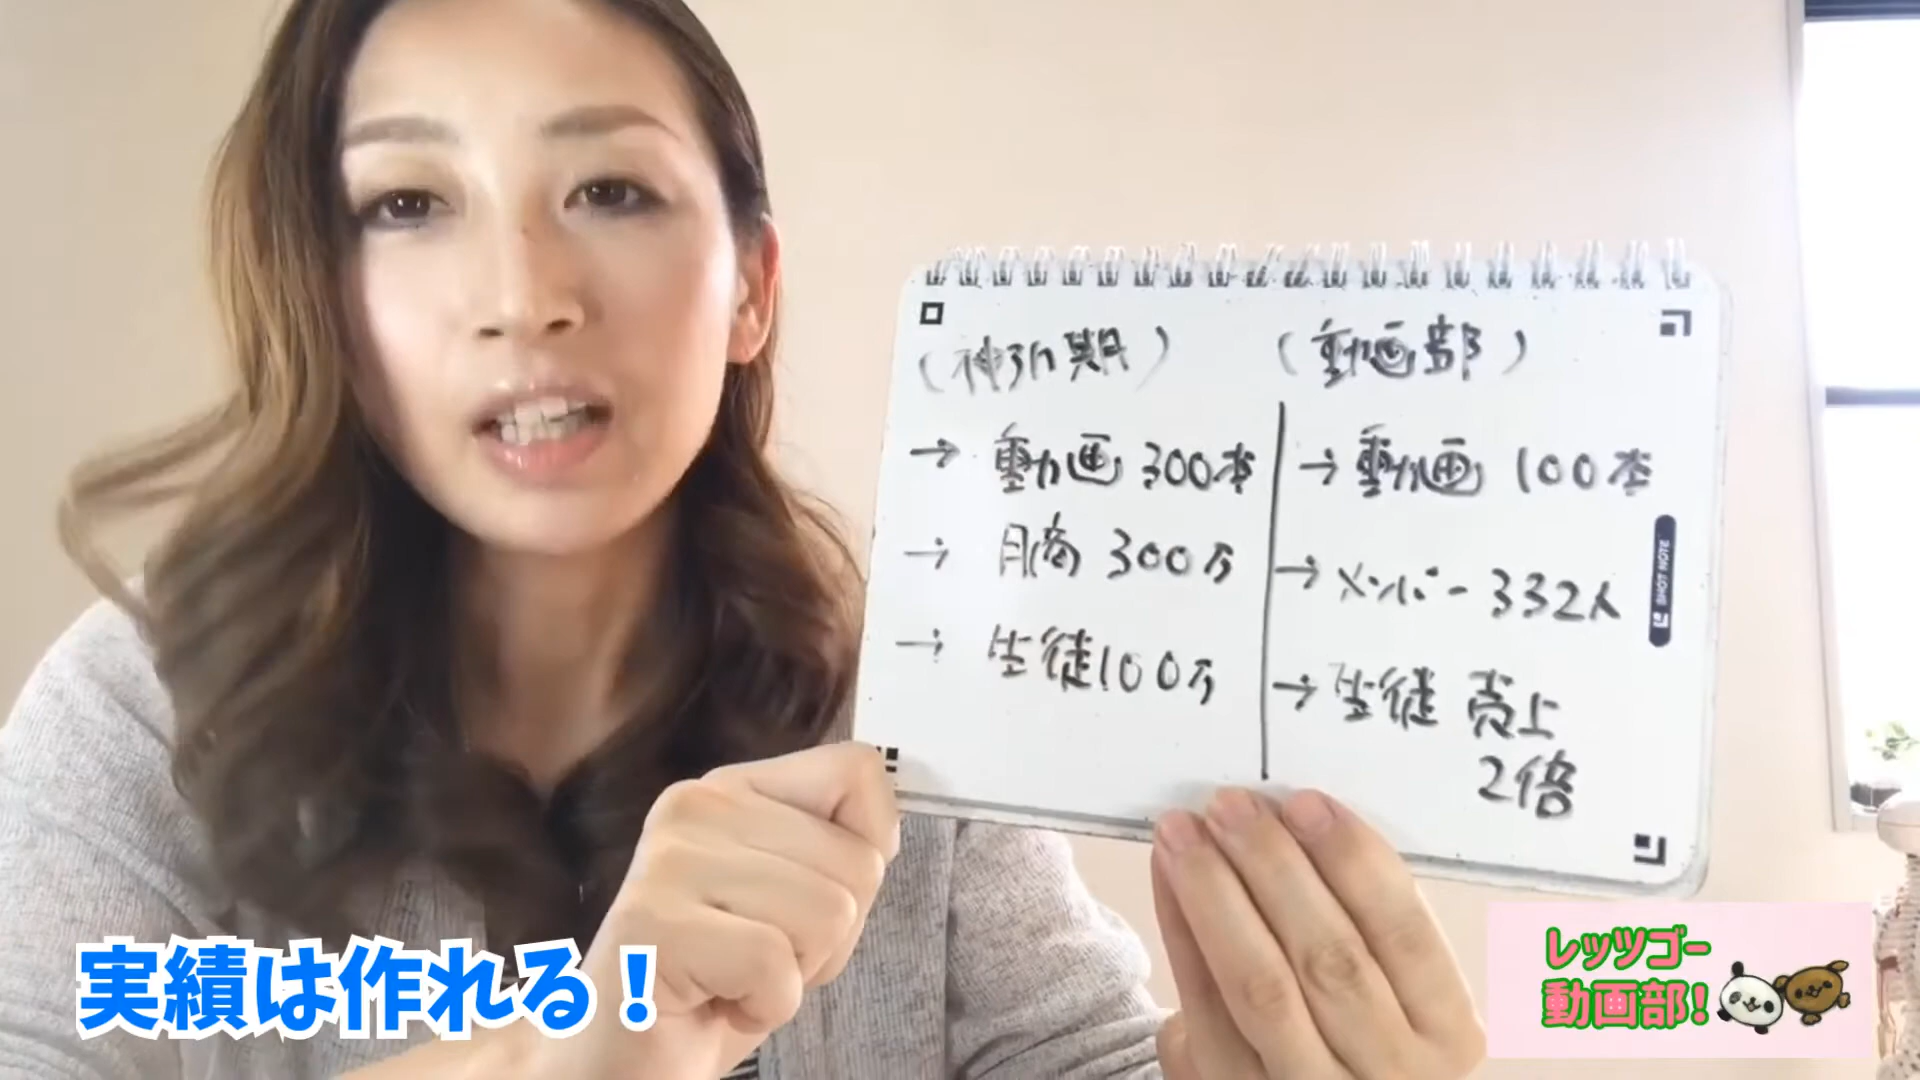 (神孔期)
→ 動画 300本
→ 月商 300万
→ 生徒100万
(動画部)
→ 動画 100本
→ メンバー 332人
→ 生徒 売上
2倍
SHOT NOTE
実績は作れる!
レッツゴー
動画部!